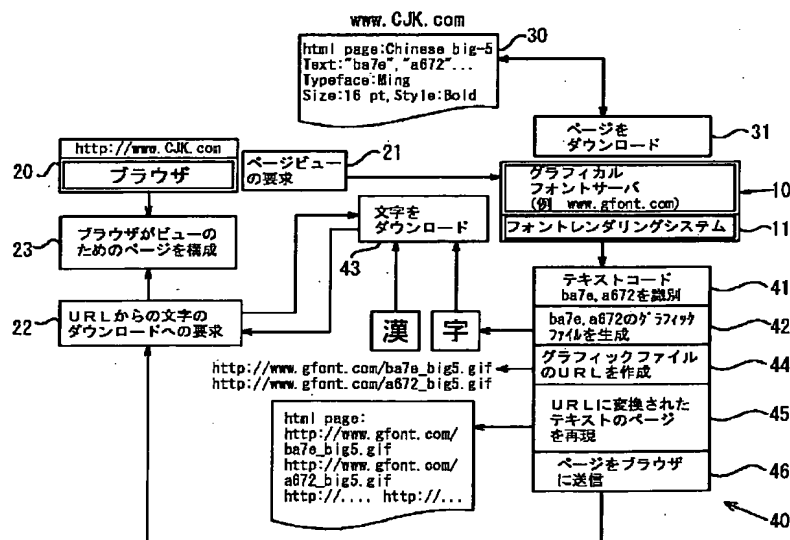 www.CJK.com
30
html page:Chinese big-5
Text:"ba7e","a672"...
Typeface:Ming
Size:16 pt,Style:Bold
ページを
ダウンロード
31
http://www.CJK.com
20
ブラウザ
ページビュー
の要求
21
グラフィカル
フォントサーバ
(例 www.gfont.com)
10
フォントレンダリングシステム
11
ブラウザがビューの
ためのページを構成
23
文字を
ダウンロード
43
URLからの文字の
ダウンロードへの要求
22
漢
字
テキストコード
ba7e,a672を識別
41
ba7e,a672のグラフィック
ファイルを生成
42
http://www.gfont.com/ba7e_big5.gif
http://www.gfont.com/a672_big5.gif
グラフィックファイル
のURLを作成
44
html page:
http://www.gfont.com/
ba7e_big5.gif
http://www.gfont.com/
a672_big5.gif
http://.... http://...
URLに変換された
テキストのページ
を再現
45
ページをブラウザ
に送信
46
40